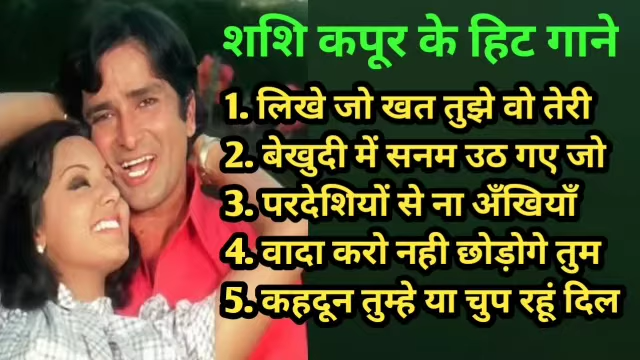 शशि कपूर के हिट गाने
1. लिखे जो खत तुझे वो तेरी
2. बेखुदी में सनम उठ गए जो
3. परदेशियों से ना अँखियाँ
4. वादा करो नही छोड़ोगे तुम
5. कहदून तुम्हे या चुप रहूं दिल